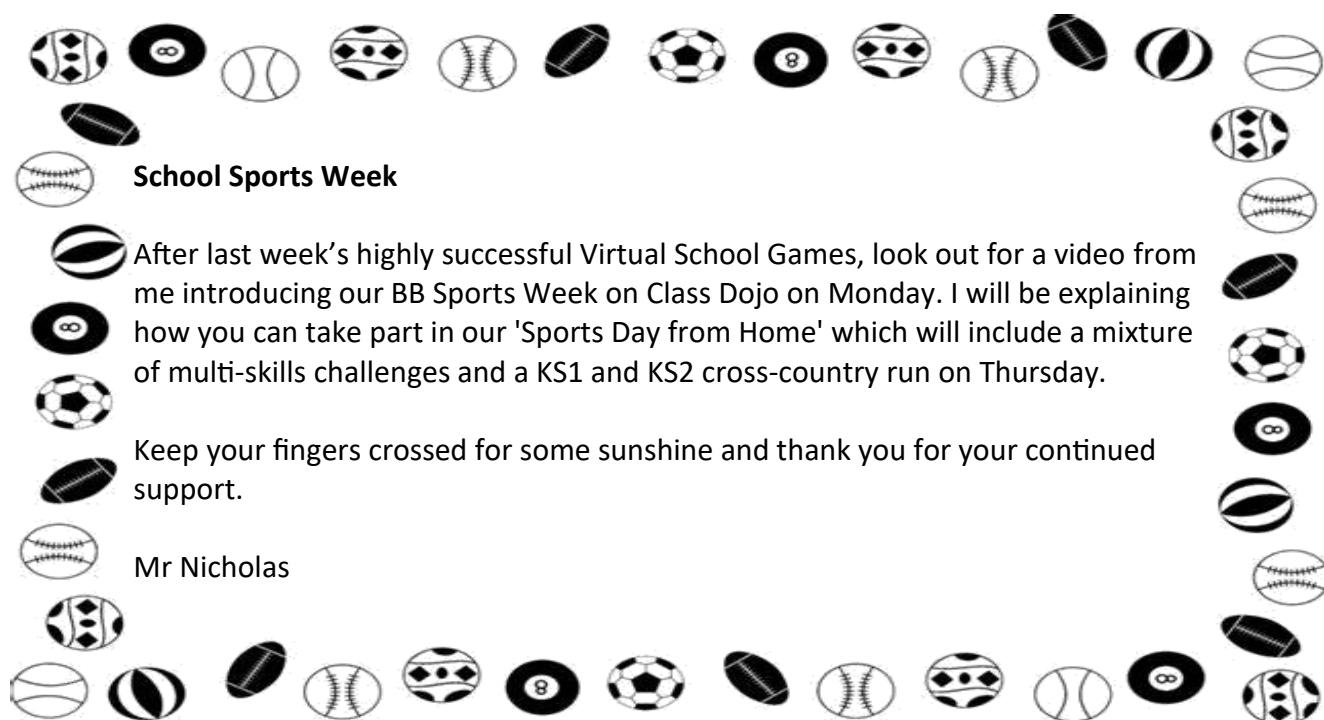 School Sports Week
After last week’s highly successful Virtual School Games, look out for a video from
me introducing our BB Sports Week on Class Dojo on Monday. I will be explaining
how you can take part in our 'Sports Day from Home' which will include a mixture
of multi-skills challenges and a KS1 and KS2 cross-country run on Thursday.
Keep your fingers crossed for some sunshine and thank you for your continued
support.
Mr Nicholas